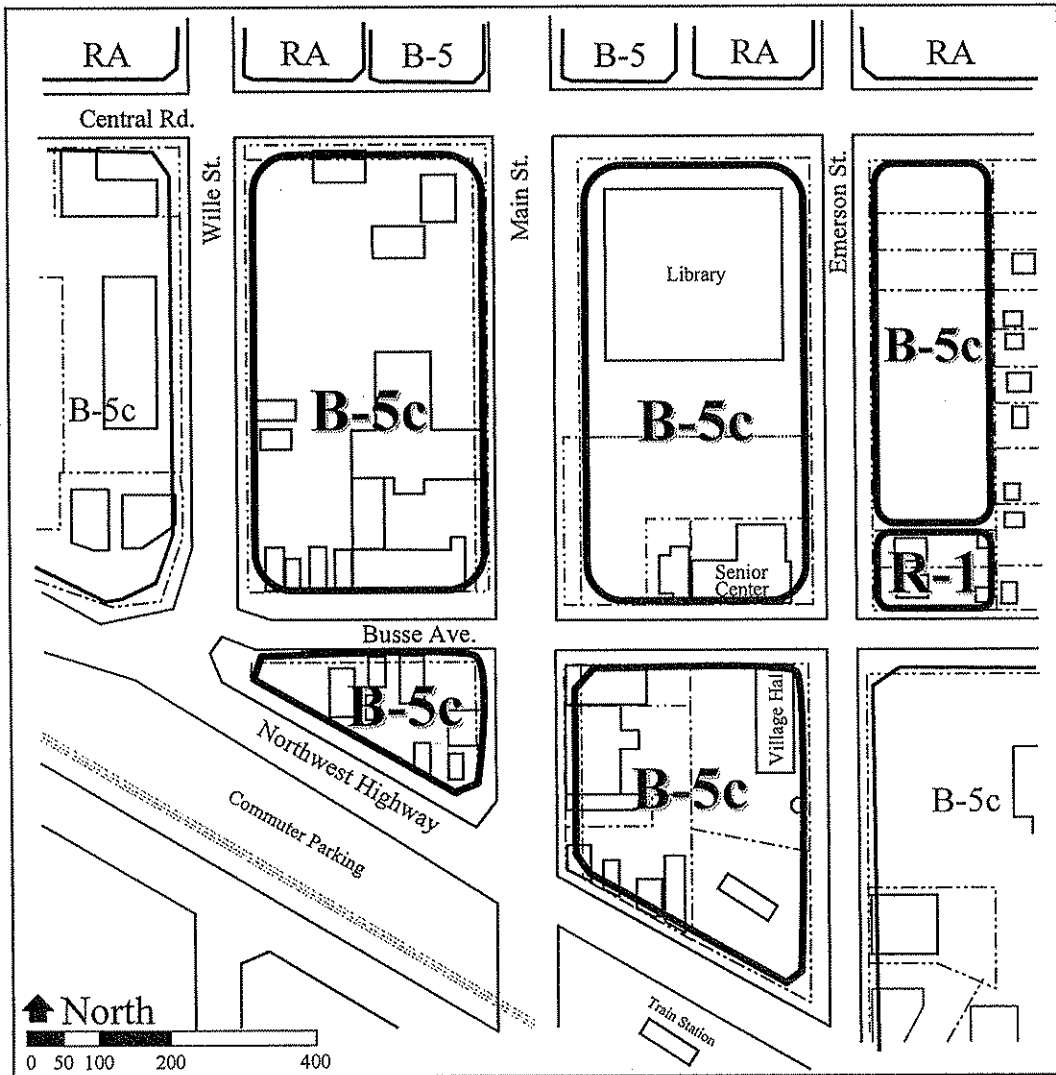 RA
RA
B-5
B-5
RA
RA
Central Rd.
Wille St.
Main St.
Emerson St.
Library
B-5c
B-5c
B-5c
B-5c
Senior
Center
R-1
Busse Ave.
B-5c
Village Hall
Northwest Highway
B-5c
B-5c
Commuter Parking
North
Train Station
0 50 100 200 400